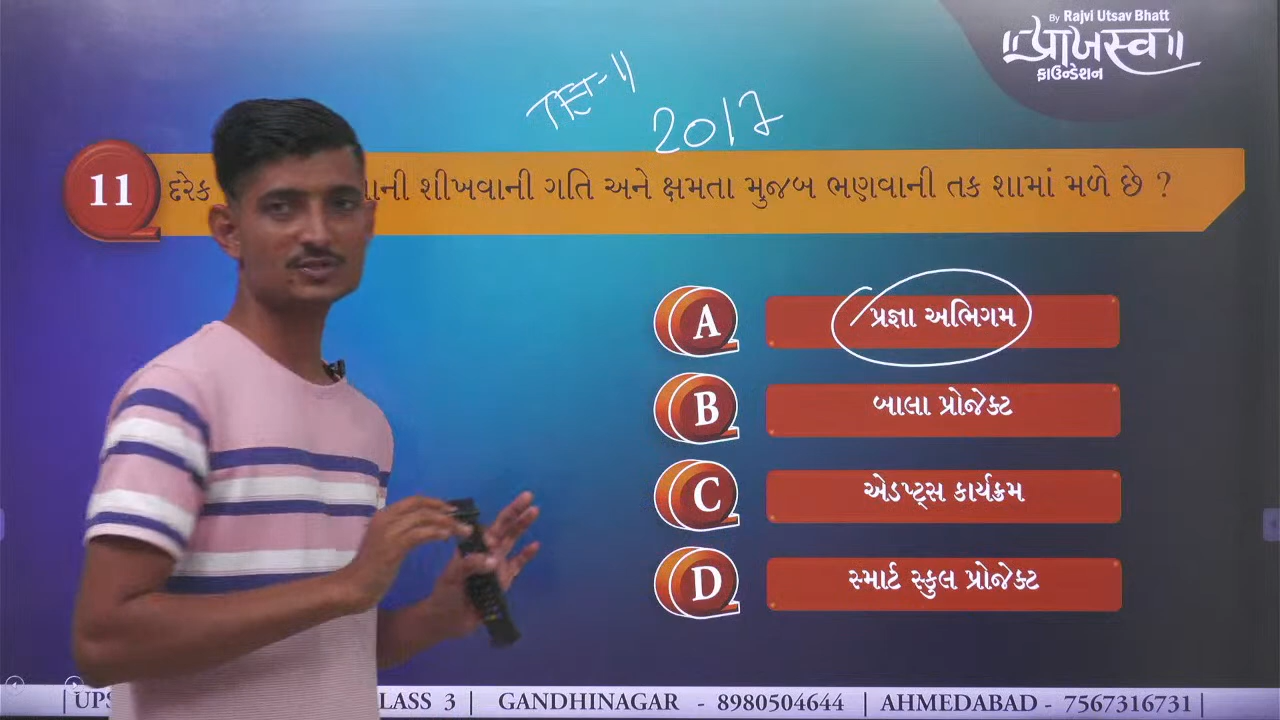 By Rajvi Utsav Bhatt
॥પ્રાખસ્વ॥
ફાઉન્ડેશન
2017
11 દરેક ાની શીખવાની ગતિ અને ક્ષમતા મુજબ ભણવાની તક શામાં મળે છે ?
A પ્રજ્ઞા અભિગમ
B બાલા પ્રોજેક્ટ
C એડપ્ટ્સ કાર્યક્રમ
D સ્માર્ટ સ્કુલ પ્રોજેક્ટ
|UPS LASS 3 | GANDHINAGAR - 8980504644 | AHMEDABAD - 7567316731|